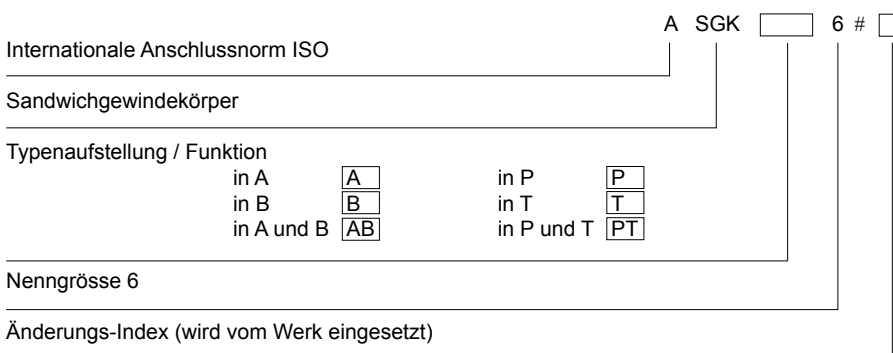 A SGK 6 #
Internationale Anschlussnorm ISO
Sandwichgewindekörper
Typenaufstellung / Funktion
in A A in P P
in B B in T T
in A und B AB in P und T PT
Nenngrösse 6
Änderungs-Index (wird vom Werk eingesetzt)